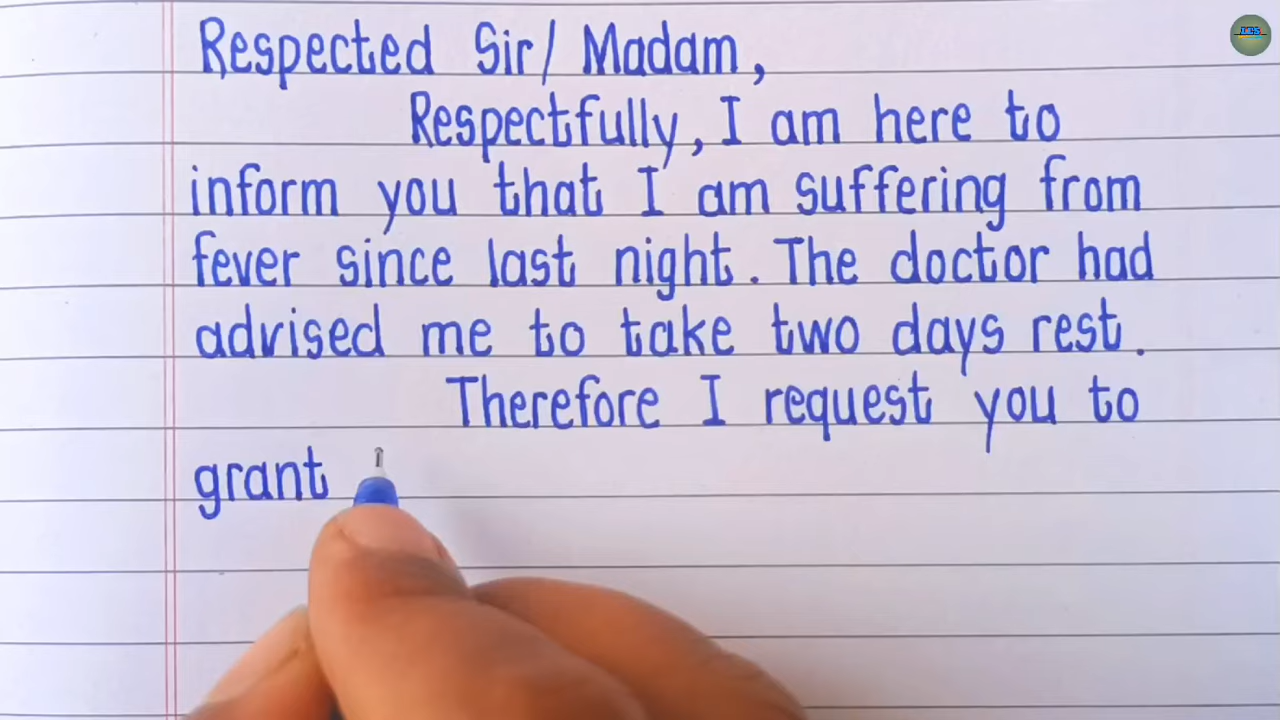 Respected Sir/ Madam,
Respectfully, I am here to
inform you that I am suffering from
fever since last night. The doctor had
advised me to take two days rest.
Therefore I request you to
grant